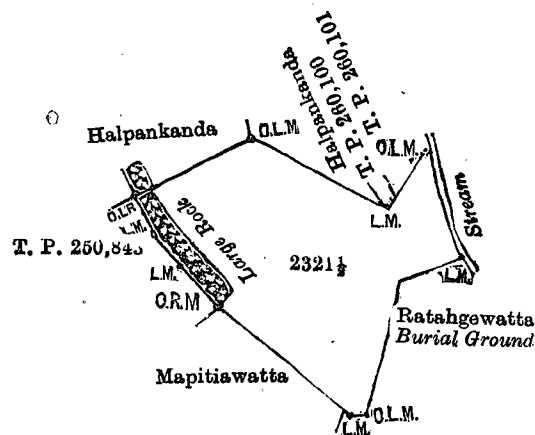 Halpankanda
T. P. 260,100
T. P. 260,101
Halpankanda
O.L.M
O.L.M.
L.M.
Stream
O.L.R
L.M.
Large Rock
T. P. 250,843
L.M.
2321½
L.M.
O.R.M
Ratahgewatta
Burial Ground
Mapitiawatta
O.L.M.
L.M.